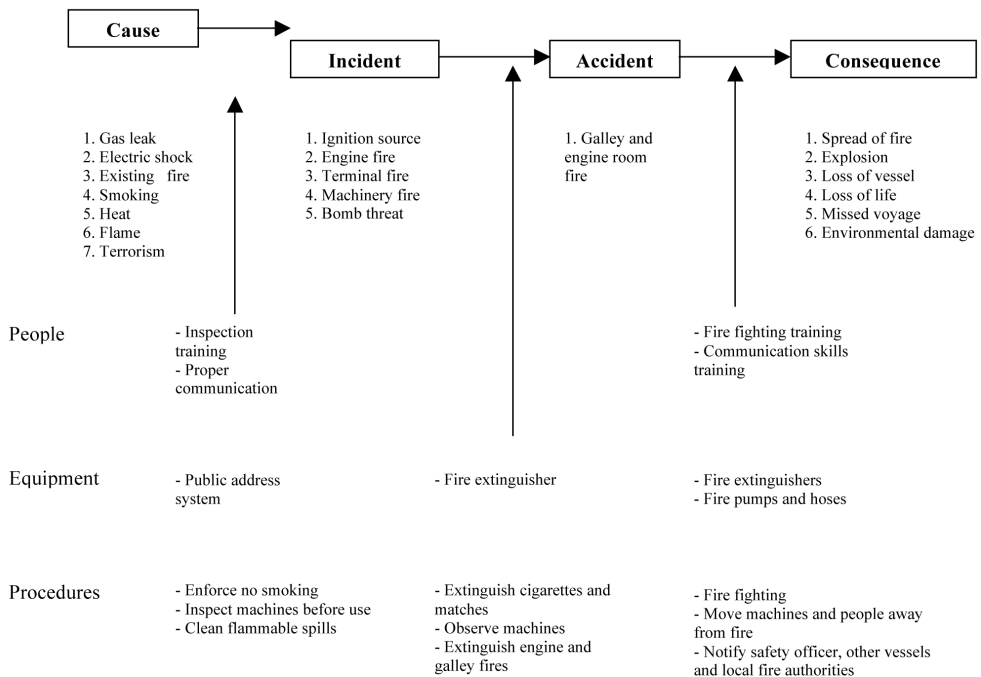 Cause
Incident
Accident
Consequence
1. Gas leak
2. Electric shock
3. Existing fire
4. Smoking
5. Heat
6. Flame
7. Terrorism
1. Ignition source
2. Engine fire
3. Terminal fire
4. Machinery fire
5. Bomb threat
1. Galley and
engine room
fire
1. Spread of fire
2. Explosion
3. Loss of vessel
4. Loss of life
5. Missed voyage
6. Environmental damage
People
- Inspection
training
- Proper
communication
- Fire fighting training
- Communication skills
training
Equipment
- Public address
system
- Fire extinguisher
- Fire extinguishers
- Fire pumps and hoses
Procedures
- Enforce no smoking
- Inspect machines before use
- Clean flammable spills
- Extinguish cigarettes and
matches
- Observe machines
- Extinguish engine and
galley fires
- Fire fighting
- Move machines and people away
from fire
- Notify safety officer, other vessels
and local fire authorities